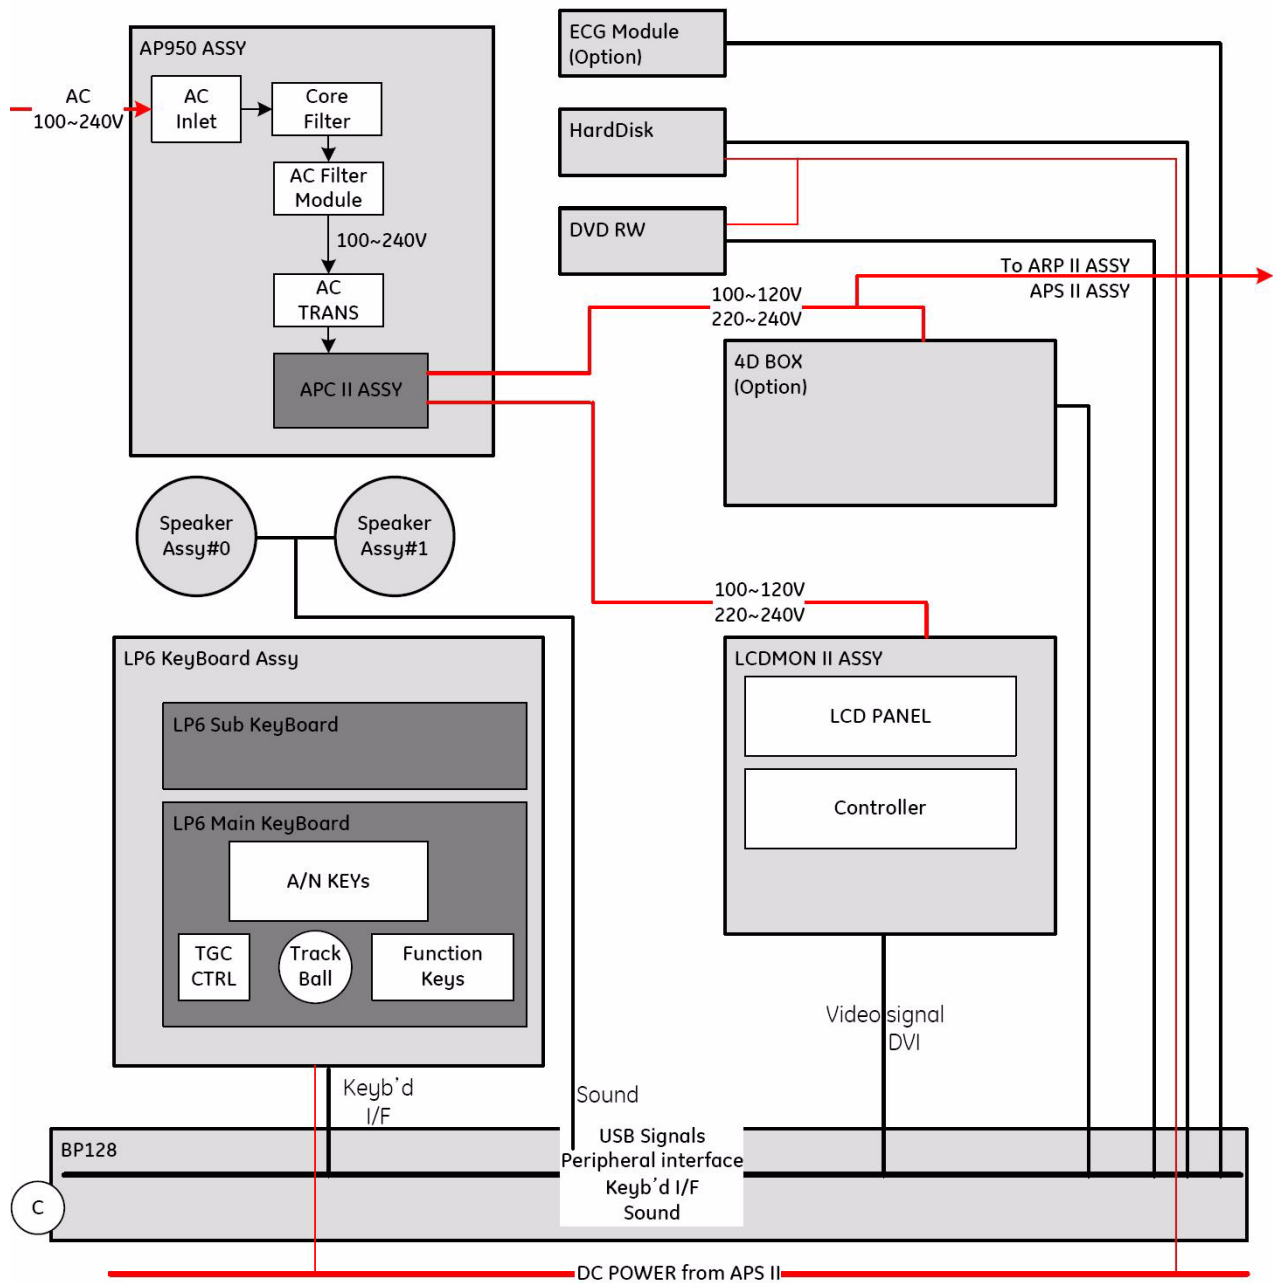 AP950 ASSY
AC
100~240V
AC
Inlet
Core
Filter
AC Filter
Module
100~240V
AC
TRANS
APC II ASSY
ECG Module
(Option)
HardDisk
DVD RW
To ARP II ASSY
APS II ASSY
100~120V
220~240V
4D BOX
(Option)
Speaker
Assy#0
Speaker
Assy#1
100~120V
220~240V
LP6 KeyBoard Assy
LP6 Sub KeyBoard
LP6 Main KeyBoard
A/N KEYs
TGC
CTRL
Track
Ball
Function
Keys
LCDMON II ASSY
LCD PANEL
Controller
Video signal
DVI
Keyb'd
I/F
Sound
BP128
USB Signals
Peripheral interface
Keyb'd I/F
Sound
C
DC POWER from APS II